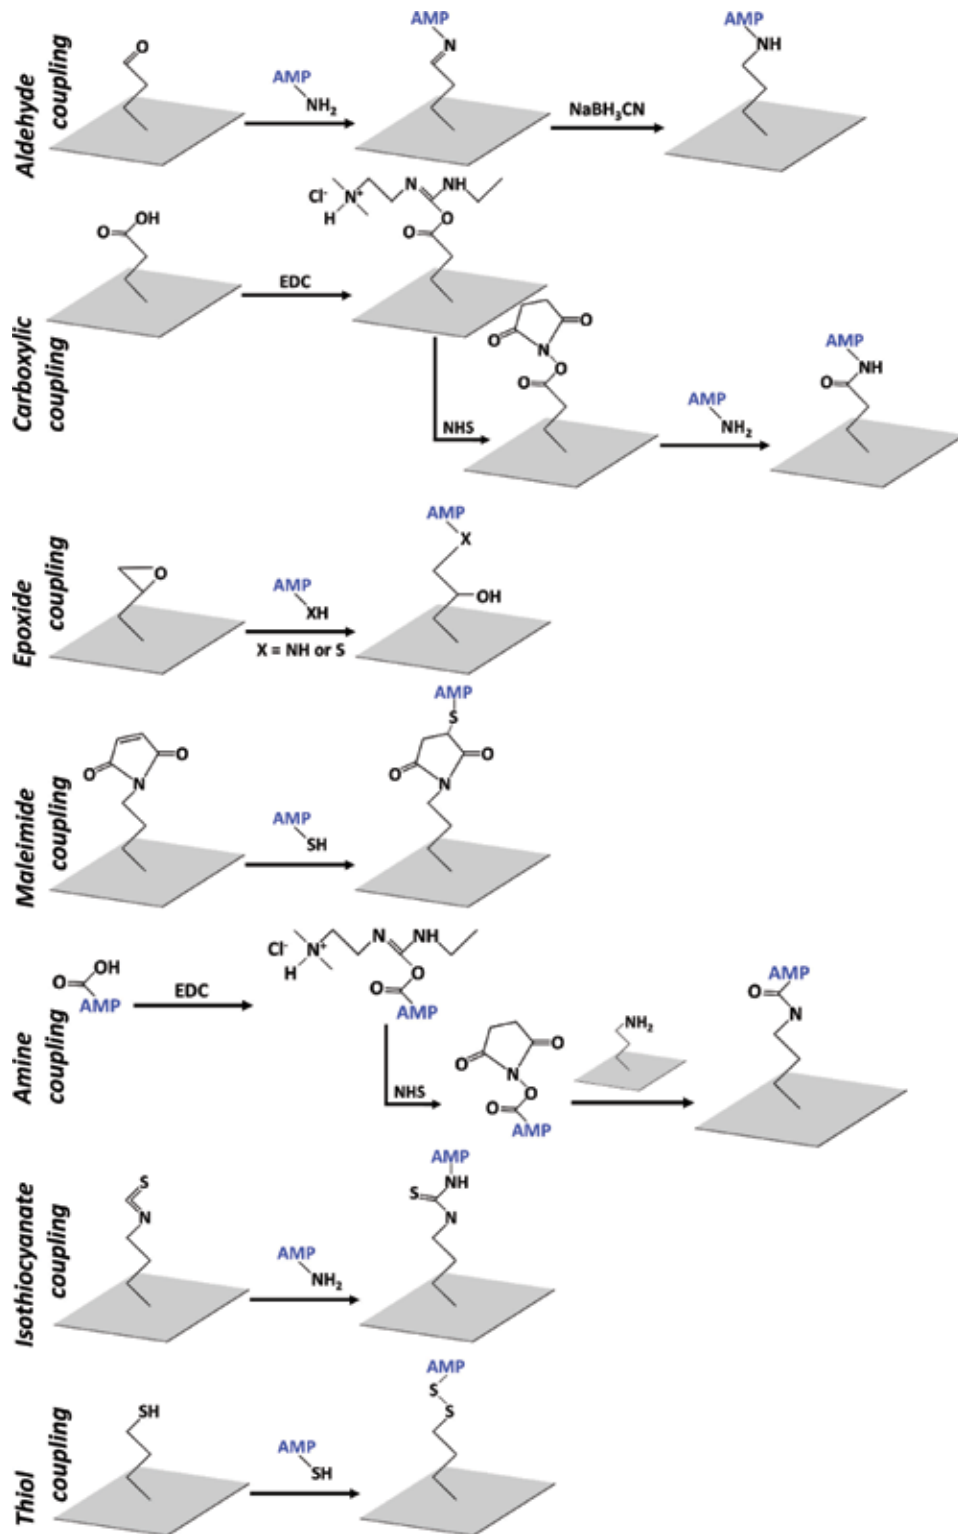 Aldehyde
coupling
O
AMP
NH₂
AMP
N
NaBH₃CN
AMP
NH
Carboxylic
coupling
O
OH
EDC
Cl⁻
H
N⁺
N
NH
O
O
NHS
O
O
N
O
O
AMP
NH₂
AMP
NH
O
Epoxide
coupling
O
AMP
XH
X = NH or S
AMP
X
OH
Maleimide
coupling
O
O
N
AMP
SH
AMP
S
O
O
N
Amine
coupling
O
OH
AMP
EDC
Cl⁻
H
N⁺
N
NH
O
O
AMP
NHS
O
O
N
O
O
AMP
NH₂
AMP
O
N
Isothiocyanate
coupling
S
N
AMP
NH₂
AMP
NH
S
N
Thiol
coupling
SH
AMP
SH
AMP
S
S